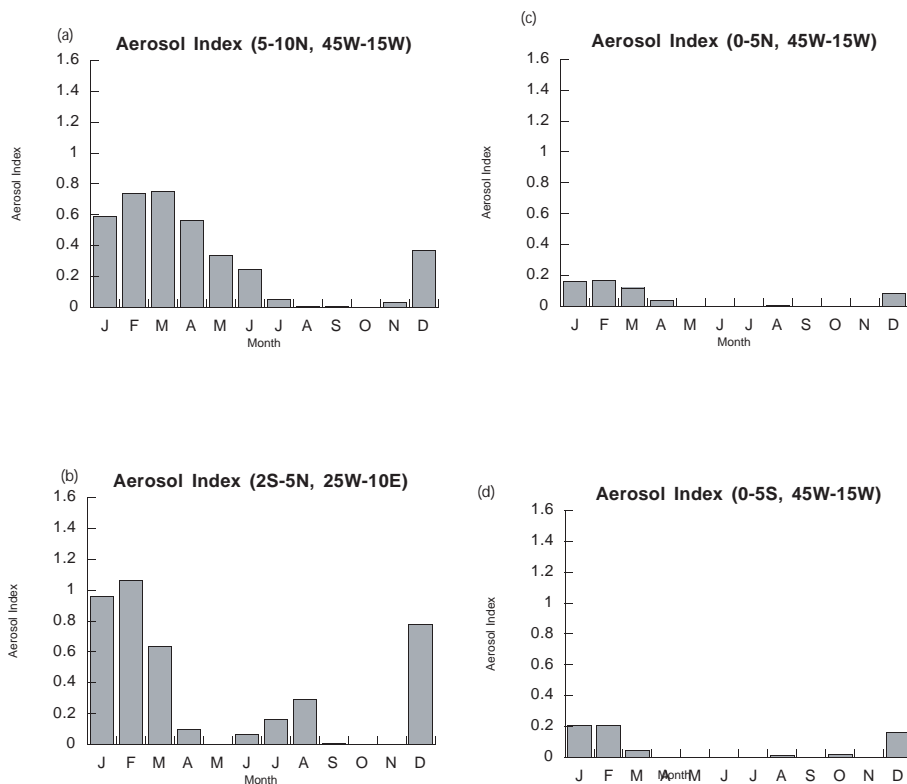 (a)
Aerosol Index (5-10N, 45W-15W)
1.6
1.4
1.2
1
0.8
0.6
0.4
0.2
0
Aerosol Index
J F M A M J J A S O N D
Month
(c)
Aerosol Index (0-5N, 45W-15W)
1.6
1.4
1.2
1
0.8
0.6
0.4
0.2
0
Aerosol Index
J F M A M J J A S O N D
Month
(b)
Aerosol Index (2S-5N, 25W-10E)
1.6
1.4
1.2
1
0.8
0.6
0.4
0.2
0
Aerosol Index
J F M A M J J A S O N D
Month
(d)
Aerosol Index (0-5S, 45W-15W)
1.6
1.4
1.2
1
0.8
0.6
0.4
0.2
0
Aerosol Index
J F M A M J J A S O N D
Month